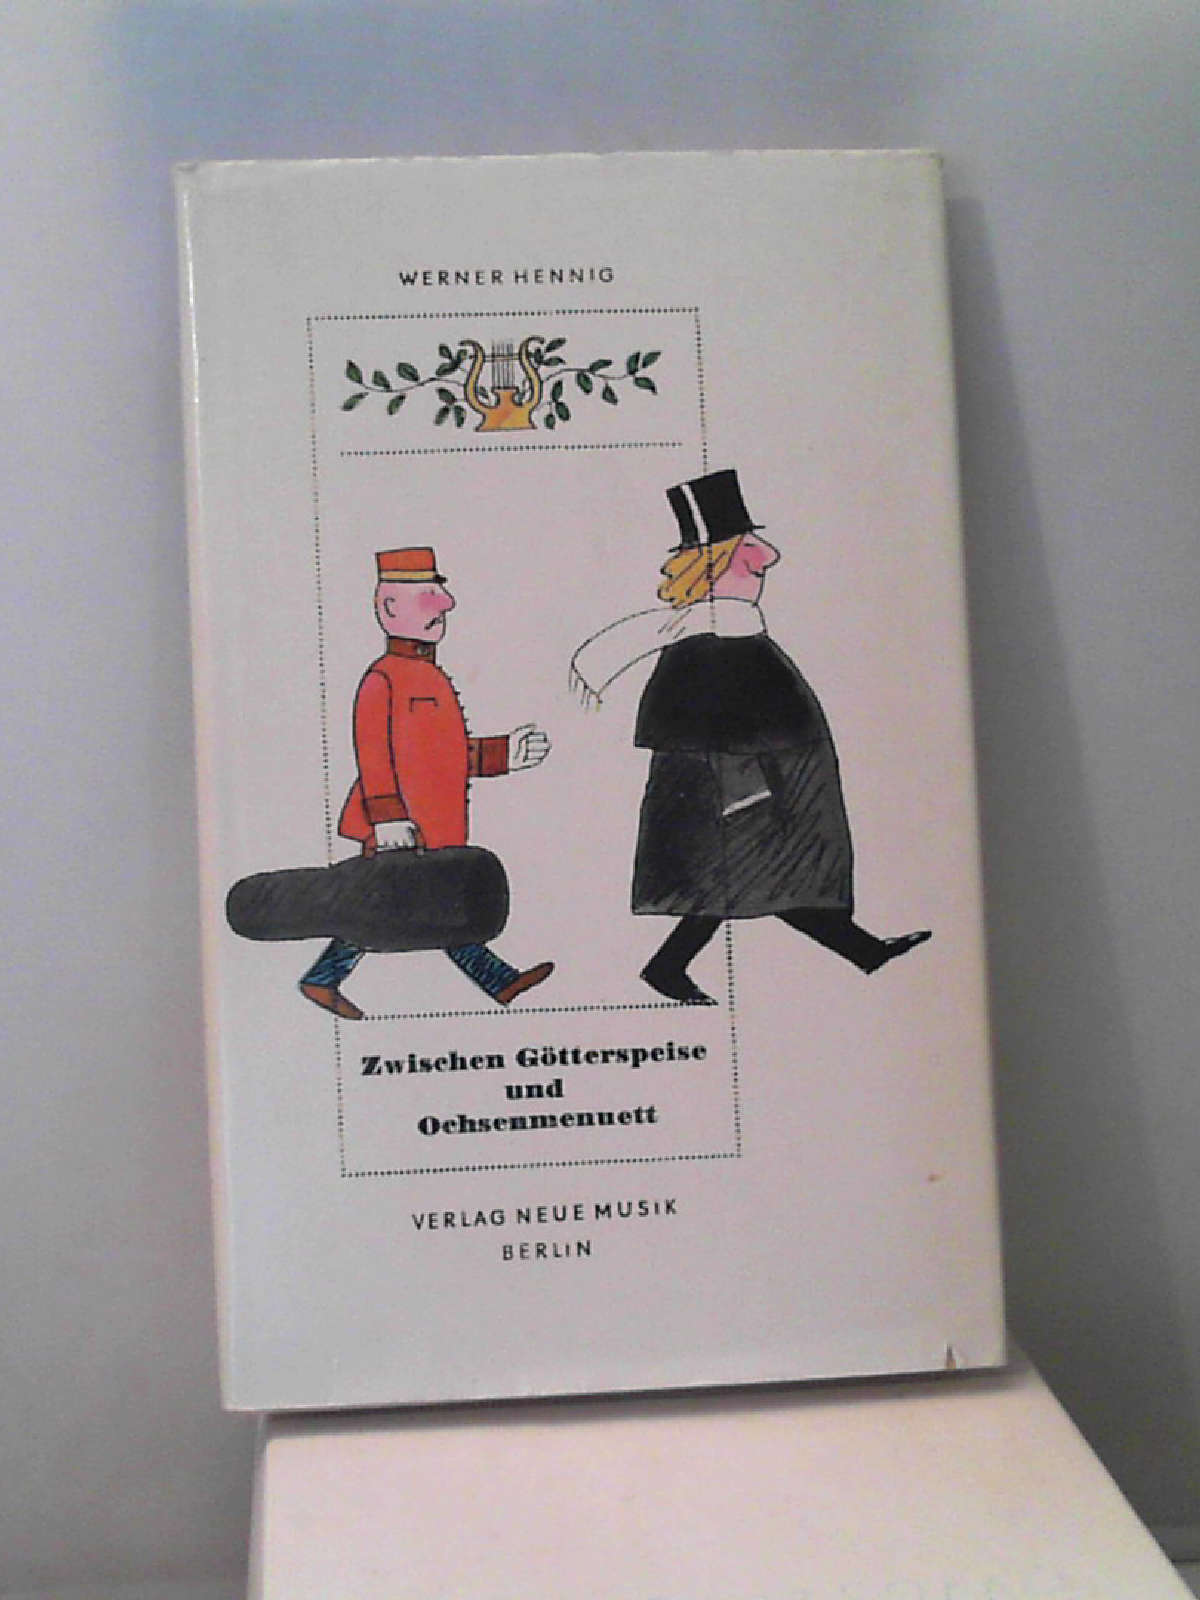 WERNER HENNIG
Zwischen Götterspeise
und
Ochsenmenuett
VERLAG NEUE MUSiK
BERLiN